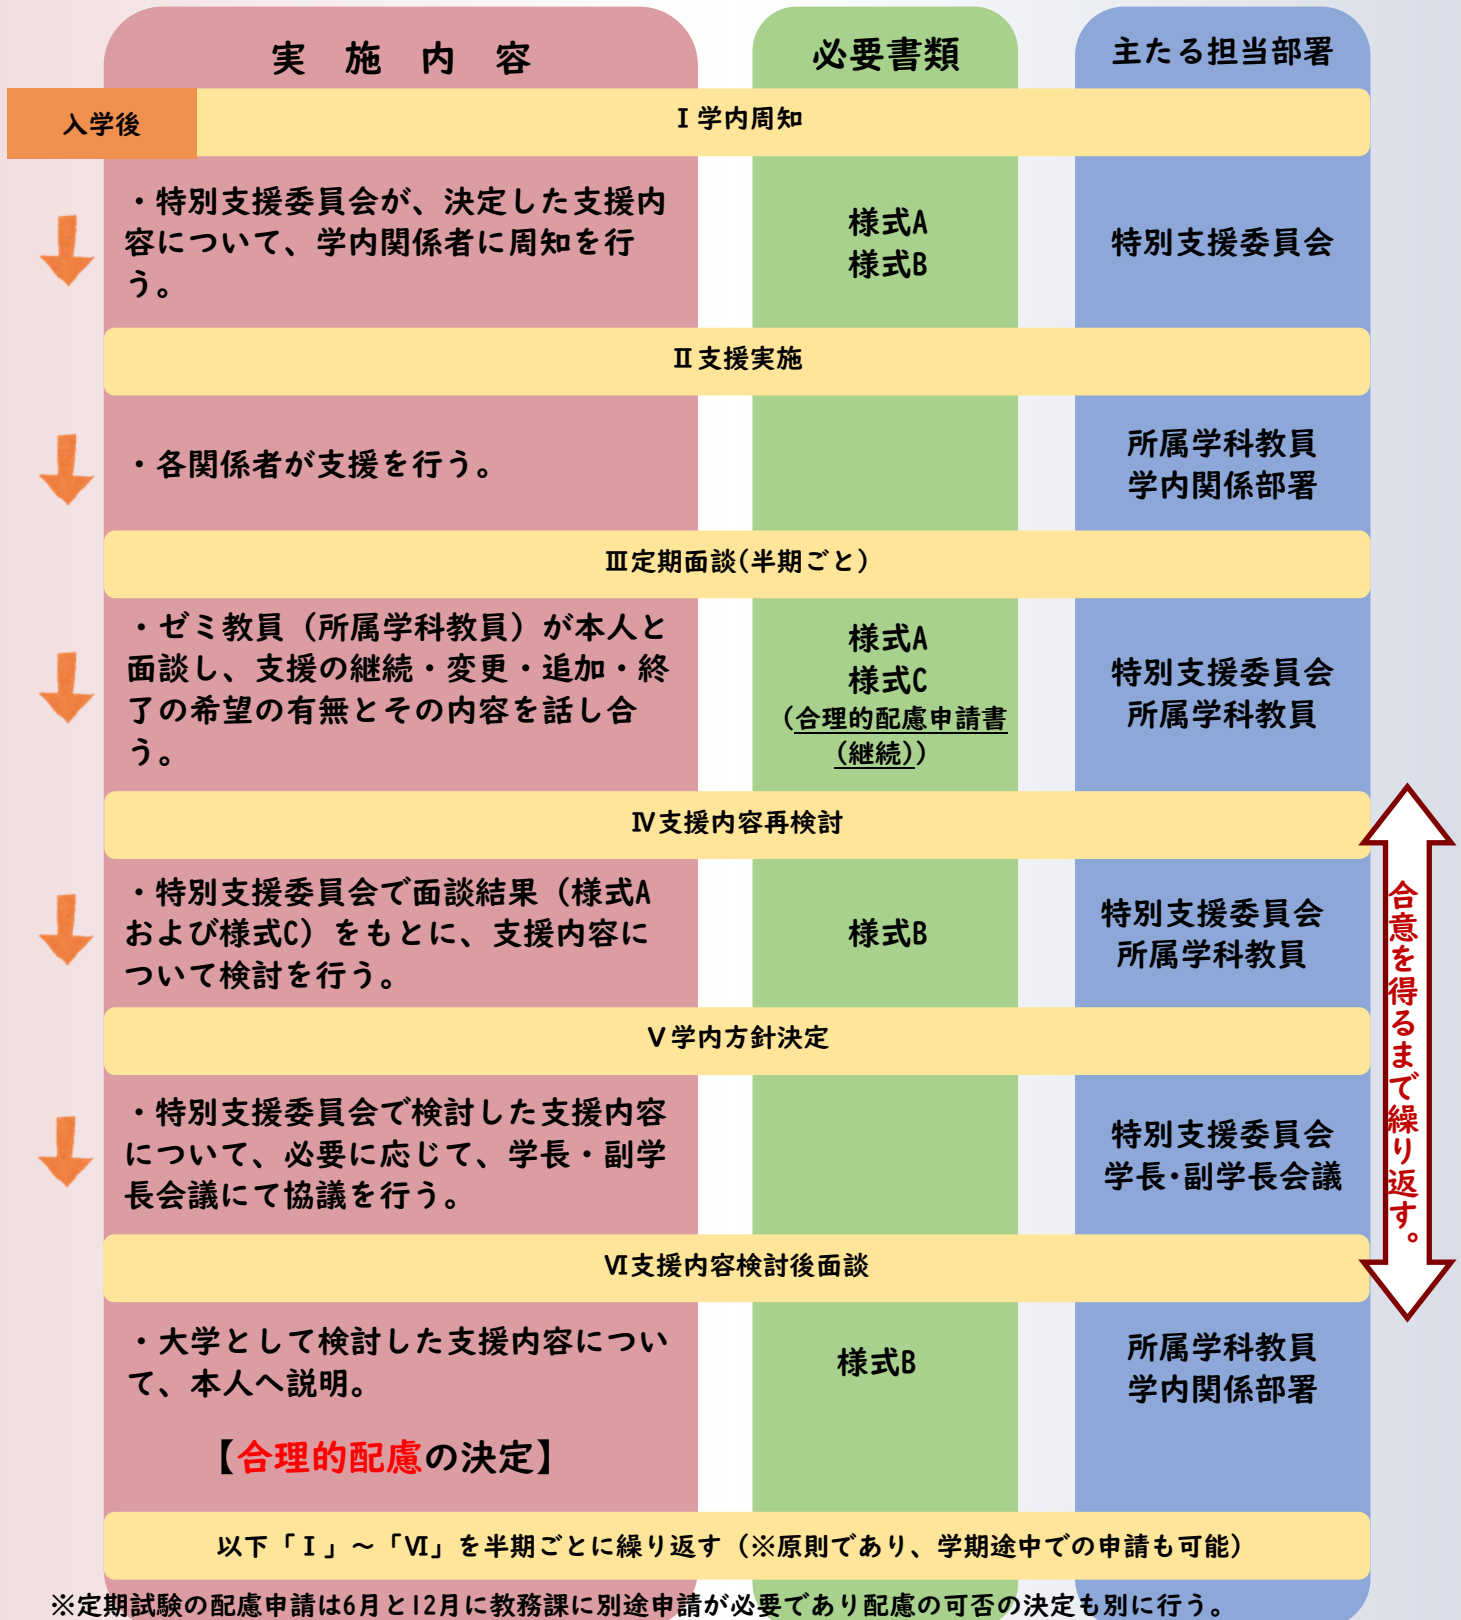 実　施　内　容
必要書類
主たる担当部署
入学後
Ⅰ学内周知
・特別支援委員会が、決定した支援内
容について、学内関係者に周知を行
う。
様式A
様式B
特別支援委員会
Ⅱ支援実施
・各関係者が支援を行う。
所属学科教員
学内関係部署
Ⅲ定期面談(半期ごと)
・ゼミ教員（所属学科教員）が本人と
面談し、支援の継続・変更・追加・終
了の希望の有無とその内容を話し合
う。
様式A
様式C
(合理的配慮申請書
(継続))
特別支援委員会
所属学科教員
Ⅳ支援内容再検討
・特別支援委員会で面談結果（様式A
および様式C）をもとに、支援内容に
ついて検討を行う。
様式B
特別支援委員会
所属学科教員
合意を得るまで繰り返す。
Ⅴ学内方針決定
・特別支援委員会で検討した支援内容
について、必要に応じて、学長・副学
長会議にて協議を行う。
特別支援委員会
学長・副学長会議
Ⅵ支援内容検討後面談
・大学として検討した支援内容につい
て、本人へ説明。
【合理的配慮の決定】
様式B
所属学科教員
学内関係部署
以下「Ⅰ」～「Ⅵ」を半期ごとに繰り返す（※原則であり、学期途中での申請も可能）
※定期試験の配慮申請は6月と12月に教務課に別途申請が必要であり配慮の可否の決定も別に行う。